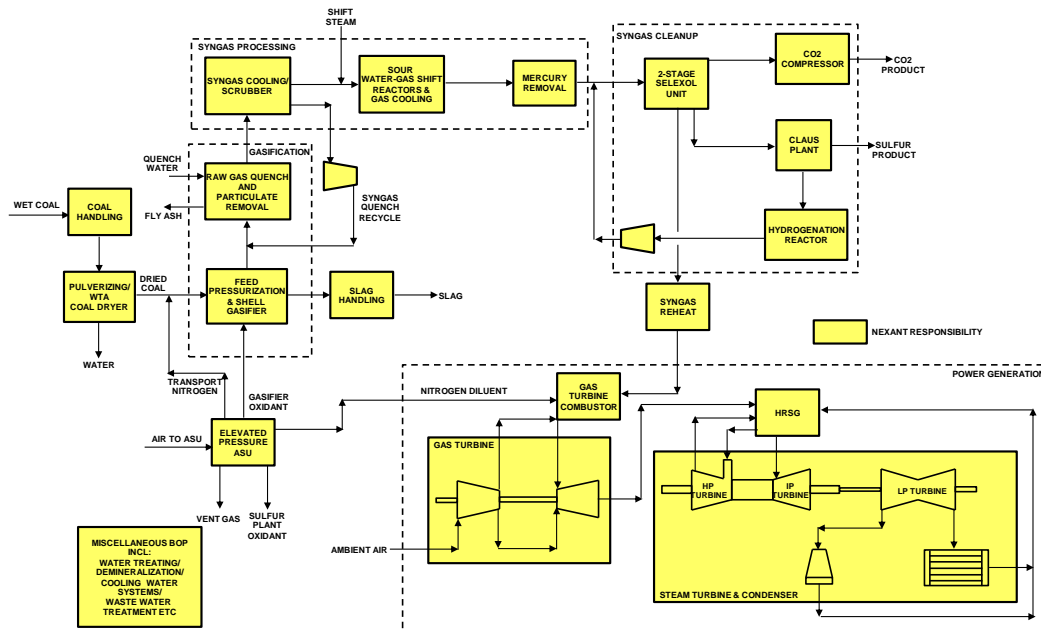 SHIFT
STEAM
SYNGAS PROCESSING
SYNGAS COOLING/
SCRUBBER
SOUR
WATER-GAS SHIFT
REACTORS &
GAS COOLING
MERCURY
REMOVAL
SYNGAS CLEANUP
2-STAGE
SELEXOL
UNIT
CO2
COMPRESSOR
CO2
PRODUCT
CLAUS
PLANT
SULFUR
PRODUCT
HYDROGENATION
REACTOR
GASIFICATION
QUENCH
WATER
RAW GAS QUENCH
AND
PARTICULATE
REMOVAL
FLY ASH
SYNGAS
QUENCH
RECYCLE
WET COAL
COAL
HANDLING
PULVERIZING/
WTA
COAL DRYER
DRIED
COAL
FEED
PRESSURIZATION
& SHELL
GASIFIER
SLAG
HANDLING
SLAG
WATER
TRANSPORT
NITROGEN
GASIFIER
OXIDANT
SYNGAS
REHEAT
NEXANT RESPONSIBILITY
POWER GENERATION
NITROGEN DILUENT
GAS
TURBINE
COMBUSTOR
HRSG
AIR TO ASU
ELEVATED
PRESSURE
ASU
VENT GAS
SULFUR
PLANT
OXIDANT
GAS TURBINE
AMBIENT AIR
HP
TURBINE
IP
TURBINE
LP TURBINE
STEAM TURBINE & CONDENSER
MISCELLANEOUS BOP
INCL:
WATER TREATING/
DEMINERALIZATION/
COOLING WATER
SYSTEMS/
WASTE WATER
TREATMENT ETC